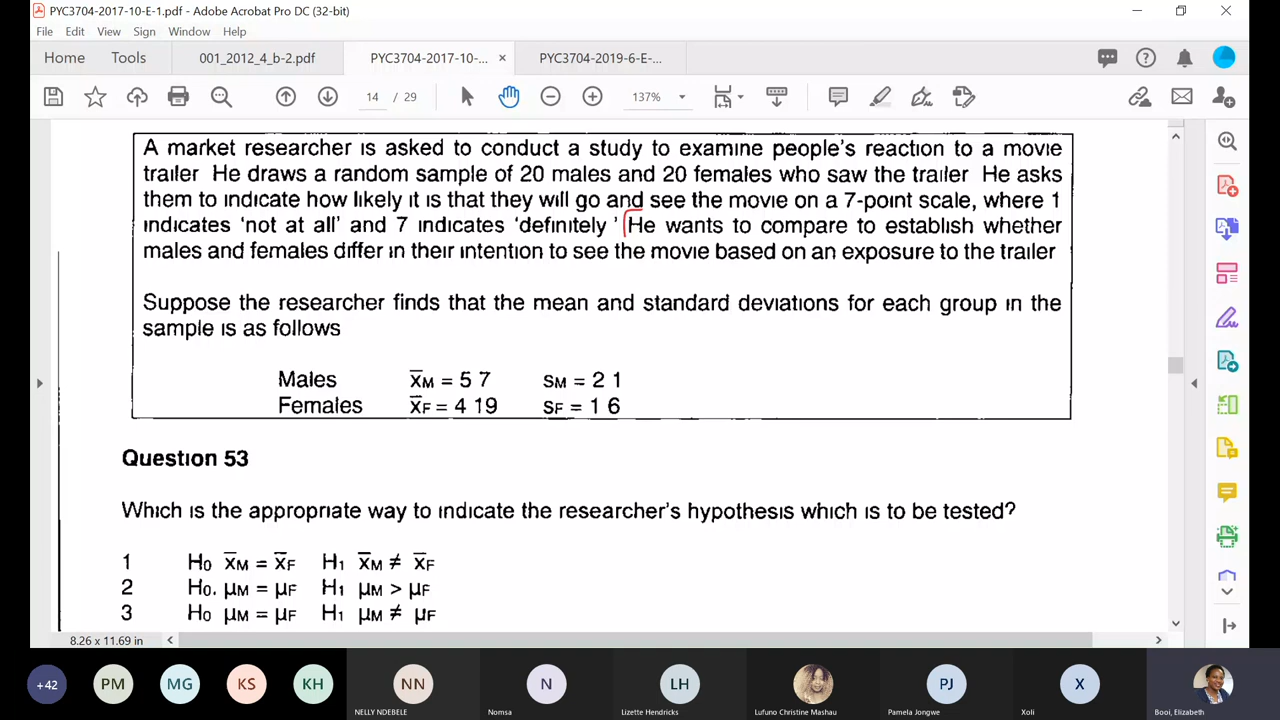 PYC3704-2017-10-E-1.pdf - Adobe Acrobat Pro DC (32-bit)
File Edit View Sign Window Help
Home Tools 001_2012_4_b-2.pdf PYC3704-2017-10-... × PYC3704-2019-6-E-...
14 / 29 137%
A market researcher is asked to conduct a study to examine people's reaction to a movie
trailer He draws a random sample of 20 males and 20 females who saw the trailer He asks
them to indicate how likely it is that they will go and see the movie on a 7-point scale, where 1
indicates 'not at all' and 7 indicates 'definitely ' He wants to compare to establish whether
males and females differ in their intention to see the movie based on an exposure to the trailer
Suppose the researcher finds that the mean and standard deviations for each group in the
sample is as follows
Males x̅M = 5 7 sM = 2 1
Females x̅F = 4 19 sF = 1 6
Question 53
Which is the appropriate way to indicate the researcher's hypothesis which is to be tested?
1 H₀ x̅M = x̅F H₁ x̅M ≠ x̅F
2 H₀. μM = μF H₁ μM > μF
3 H₀ μM = μF H₁ μM ≠ μF
8.26 x 11.69 in
+42 PM MG KS KH NN N LH PJ X
NELLY NDEBELE Nomsa Lizette Hendricks Lufuno Christine Mashau Pamela Jongwe Xoli Booi, Elizabeth